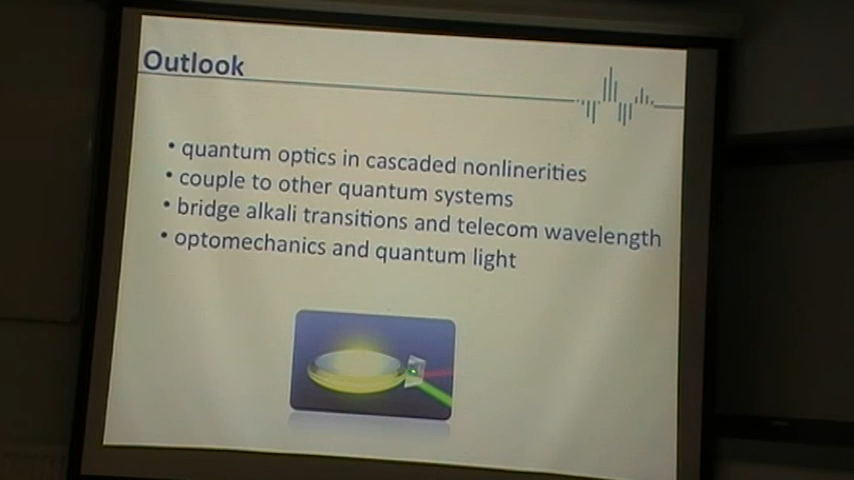 Outlook
• quantum optics in cascaded nonlinerities
• couple to other quantum systems
• bridge alkali transitions and telecom wavelength
• optomechanics and quantum light